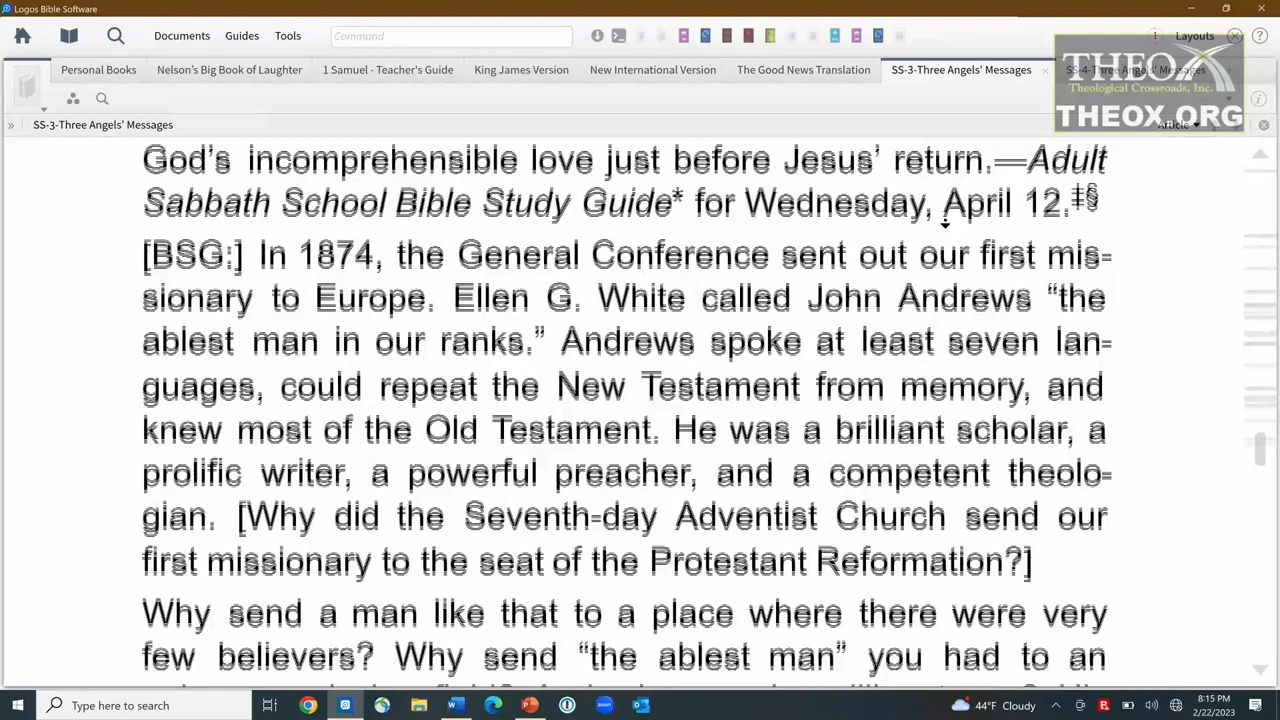 Logos Bible Software
Documents Guides Tools Command Layouts
Personal Books Nelson's Big Book of Laughter 1 Samue King James Version New International Version The Good News Translation SS-3-Three Angels' Messages SS-4-Three Angels' Messages
THEOX
Theological Crossroads, Inc.
THEOX.ORG
SS-3-Three Angels' Messages Article
God's incomprehensible love just before Jesus' return.—Adult
Sabbath School Bible Study Guide* for Wednesday, April 12.‡§
[BSG:] In 1874, the General Conference sent out our first mis-
sionary to Europe. Ellen G. White called John Andrews “the
ablest man in our ranks.” Andrews spoke at least seven lan-
guages, could repeat the New Testament from memory, and
knew most of the Old Testament. He was a brilliant scholar, a
prolific writer, a powerful preacher, and a competent theolo-
gian. [Why did the Seventh-day Adventist Church send our
first missionary to the seat of the Protestant Reformation?]
Why send a man like that to a place where there were very
few believers? Why send “the ablest man” you had to an
Type here to search 44°F Cloudy 8:15 PM
2/22/2023